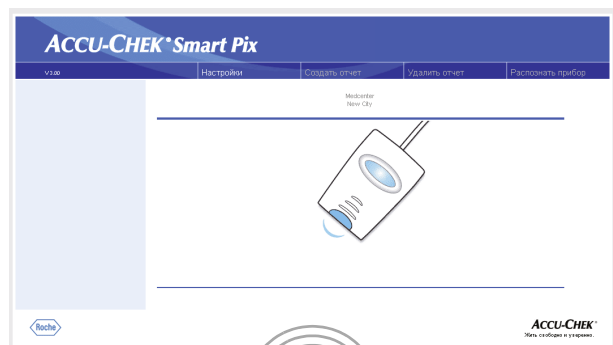 ACCU-CHEK® Smart Pix
V3.00
Настройки
Создать отчет
Удалить отчет
Распознать прибор
Medcenter
New City
Roche
ACCU-CHEK®
Жить свободно и уверенно.